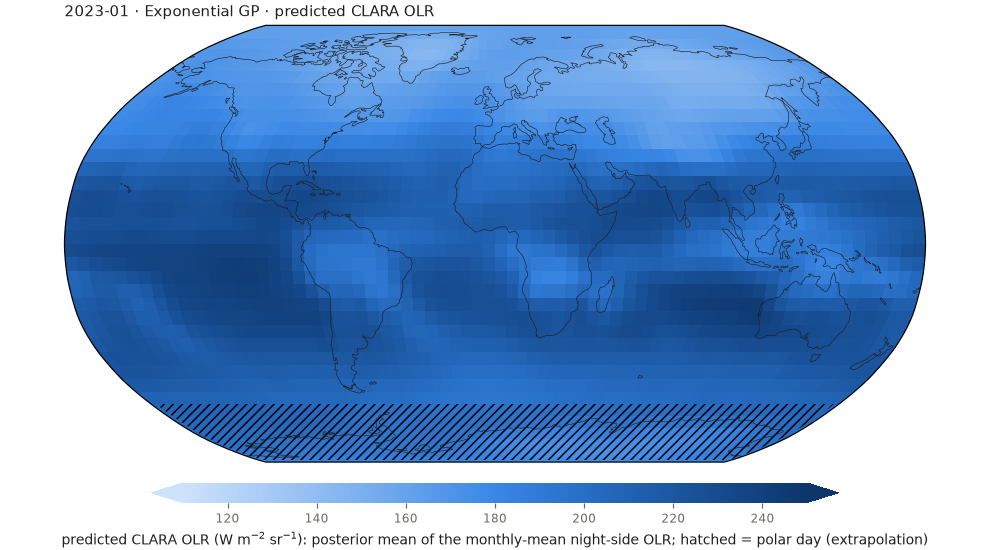 2023-01 · Exponential GP · predicted CLARA OLR
120 140 160 180 200 220 240
predicted CLARA OLR (W m⁻² sr⁻¹): posterior mean of the monthly-mean night-side OLR; hatched = polar day (extrapolation)